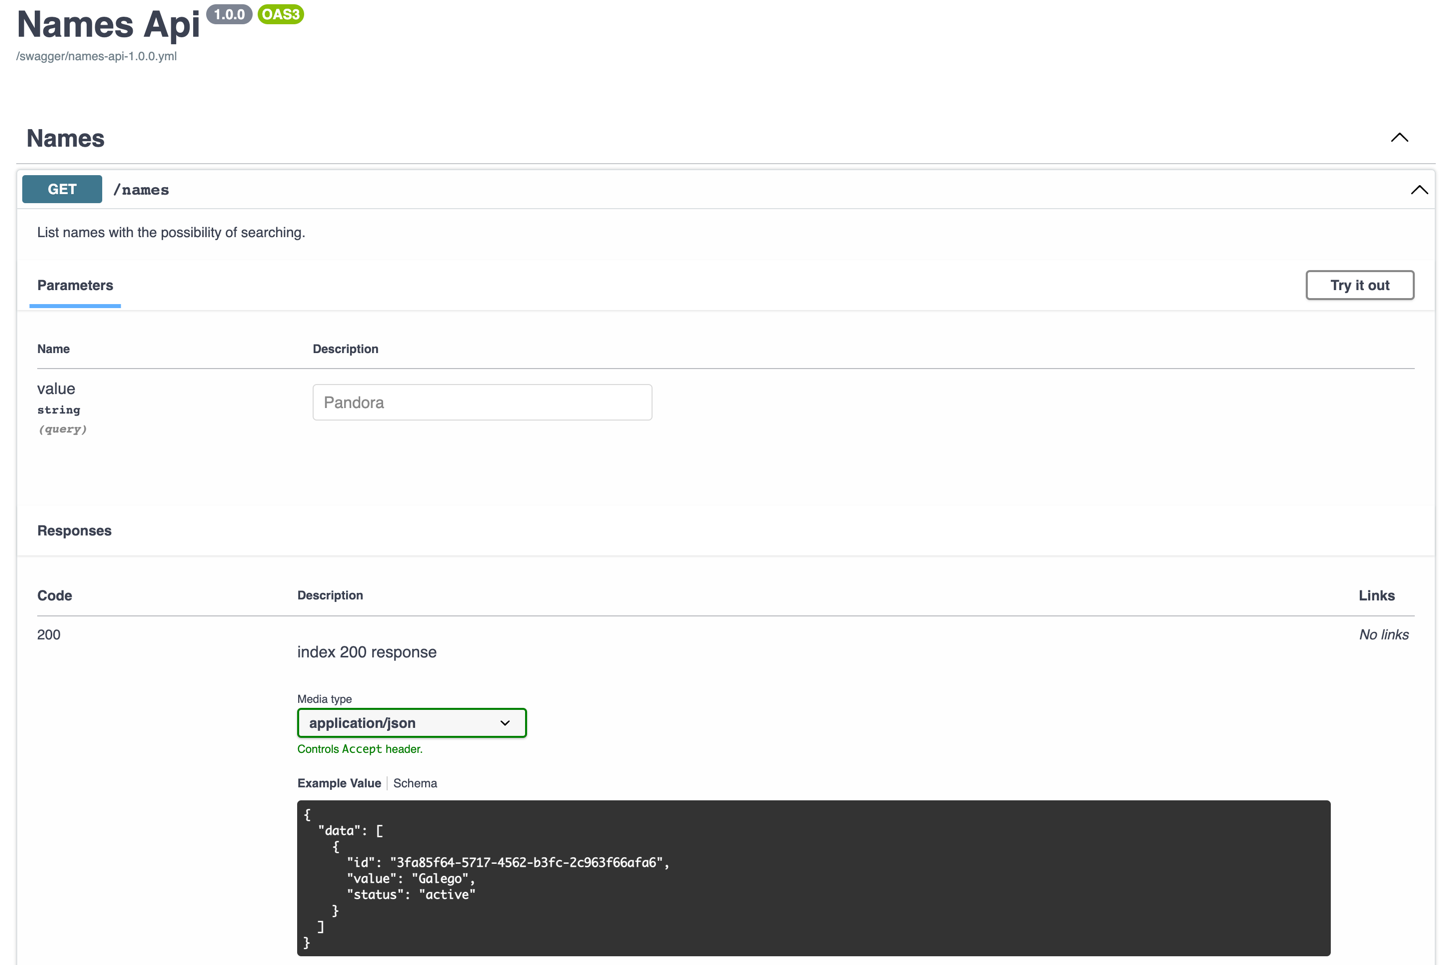 Names Api 1.0.0 OAS3
/swagger/names-api-1.0.0.yml
Names
GET /names
List names with the possibility of searching.
Parameters
Try it out
Name Description
value
string
(query)
Pandora
Responses
Code Description Links
200
index 200 response
No links
Media type
application/json
Controls Accept header.
Example Value Schema
{
  "data": [
    {
      "id": "3fa85f64-5717-4562-b3fc-2c963f66afa6",
      "value": "Galego",
      "status": "active"
    }
  ]
}